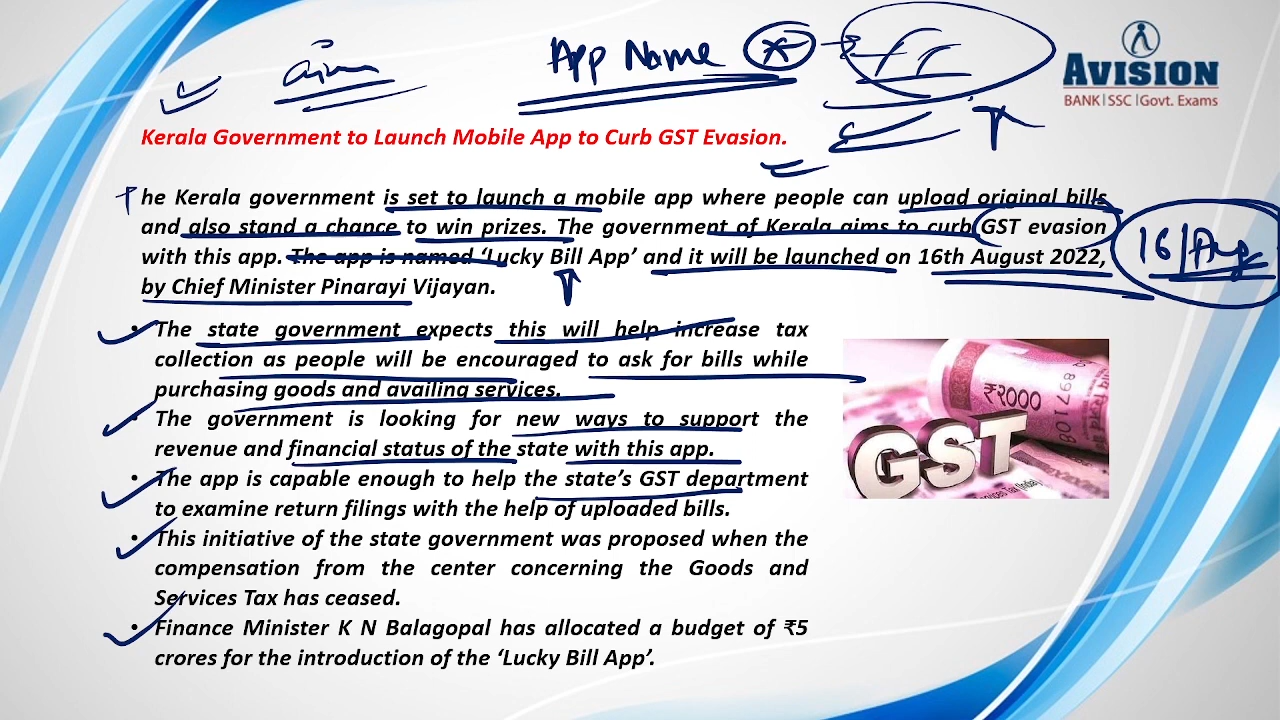 aims
App Name
AVISION
BANK|SSC|Govt. Exams
Kerala Government to Launch Mobile App to Curb GST Evasion.
The Kerala government is set to launch a mobile app where people can upload original bills
and also stand a chance to win prizes. The government of Kerala aims to curb GST evasion
with this app. The app is named ‘Lucky Bill App’ and it will be launched on 16th August 2022,
16/Aug
by Chief Minister Pinarayi Vijayan.
• The state government expects this will help increase tax
collection as people will be encouraged to ask for bills while
purchasing goods and availing services.
• The government is looking for new ways to support the
revenue and financial status of the state with this app.
• The app is capable enough to help the state’s GST department
to examine return filings with the help of uploaded bills.
• This initiative of the state government was proposed when the
compensation from the center concerning the Goods and
Services Tax has ceased.
• Finance Minister K N Balagopal has allocated a budget of ₹5
crores for the introduction of the ‘Lucky Bill App’.
₹2000
GST